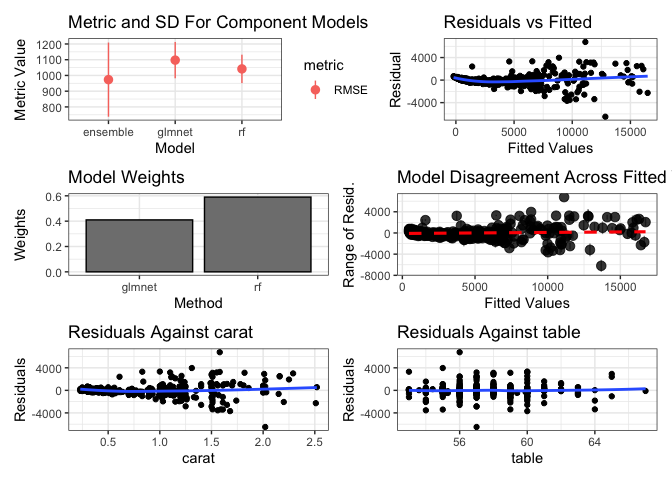 Metric and SD For Component Models
Metric Value
1200
1100
1000
900
800
ensemble glmnet rf
Model
metric
RMSE
Residuals vs Fitted
Residual
4000
0
-4000
0 5000 10000 15000
Fitted Values
Model Weights
Weights
0.6
0.4
0.2
0.0
glmnet rf
Method
Model Disagreement Across Fitted
Range of Resid.
4000
0
-4000
-8000
0 5000 10000 15000
Fitted Values
Residuals Against carat
Residuals
4000
0
-4000
0.5 1.0 1.5 2.0 2.5
carat
Residuals Against table
Residuals
4000
0
-4000
56 60 64
table